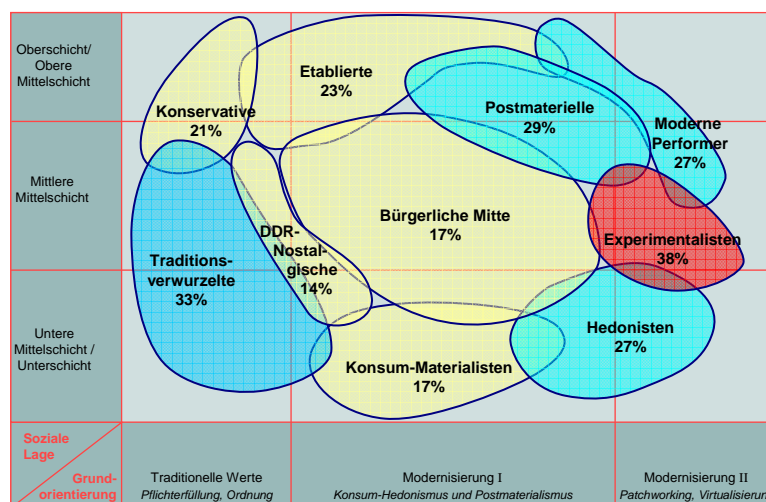 Oberschicht/
Obere
Mittelschicht
Mittlere
Mittelschicht
Untere
Mittelschicht /
Unterschicht
Konservative
21%
Etablierte
23%
Postmaterielle
29%
Moderne
Performer
27%
Traditions-
verwurzelte
33%
DDR-
Nostal-
gische
14%
Bürgerliche Mitte
17%
Experimentalisten
38%
Konsum-Materialisten
17%
Hedonisten
27%
Soziale
Lage
Grund-
orientierung
Traditionelle Werte
Pflichterfüllung, Ordnung
Modernisierung I
Konsum-Hedonismus und Postmaterialismus
Modernisierung II
Patchworking, Virtualisierun